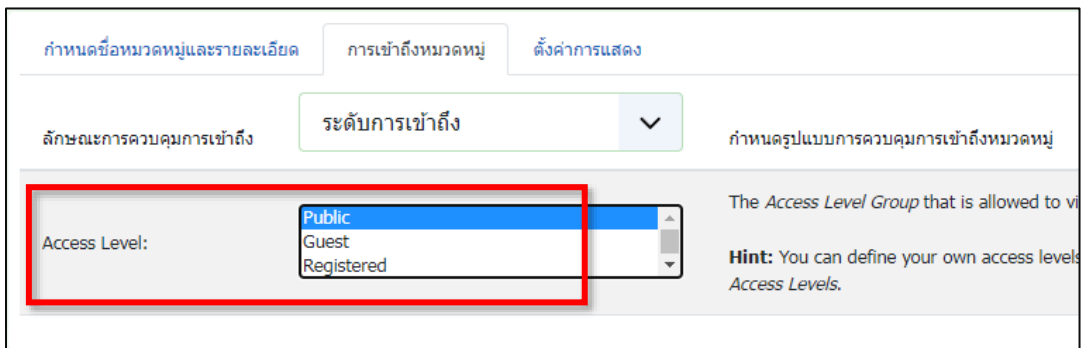 กำหนดชื่อหมวดหมู่และรายละเอียด การเข้าถึงหมวดหมู่ ตั้งค่าการแสดง
ลักษณะการควบคุมการเข้าถึง ระดับการเข้าถึง กำหนดรูปแบบการควบคุมการเข้าถึงหมวดหมู่
The Access Level Group that is allowed to vi
Access Level: Public
Guest
Registered
Hint: You can define your own access levels
Access Levels.